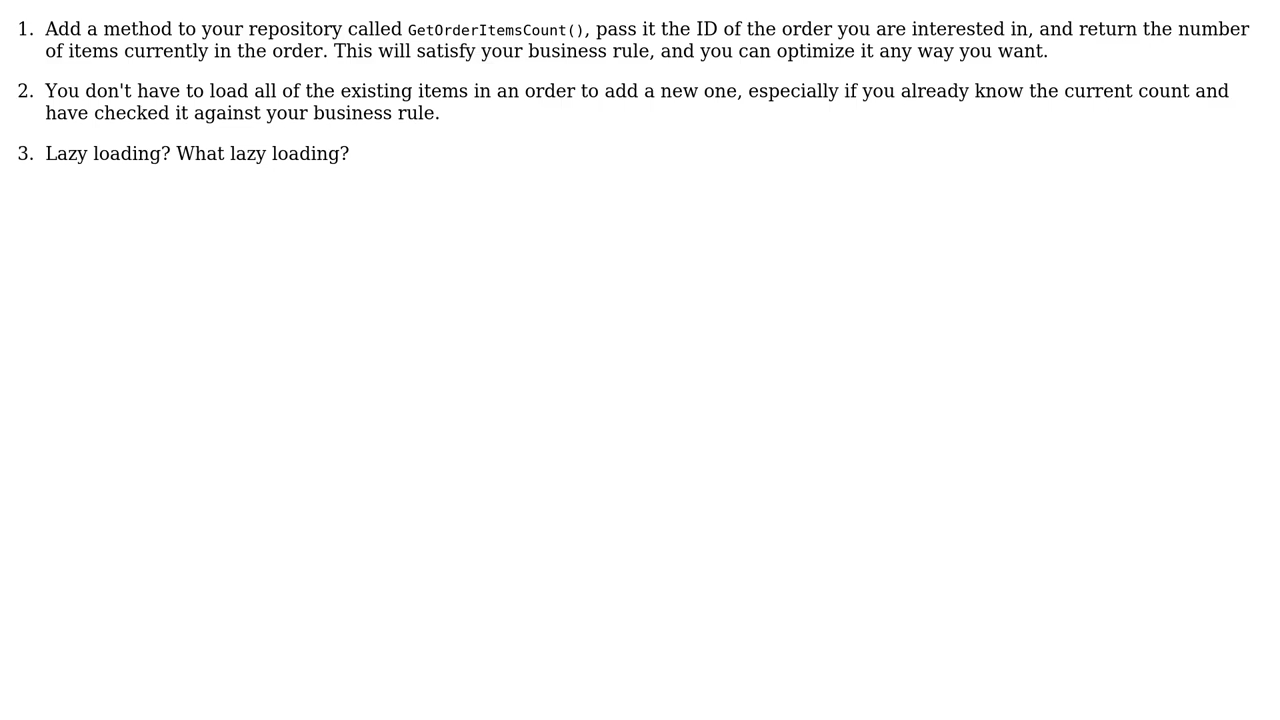 1. Add a method to your repository called GetOrderItemsCount(), pass it the ID of the order you are interested in, and return the number
of items currently in the order. This will satisfy your business rule, and you can optimize it any way you want.
2. You don't have to load all of the existing items in an order to add a new one, especially if you already know the current count and
have checked it against your business rule.
3. Lazy loading? What lazy loading?